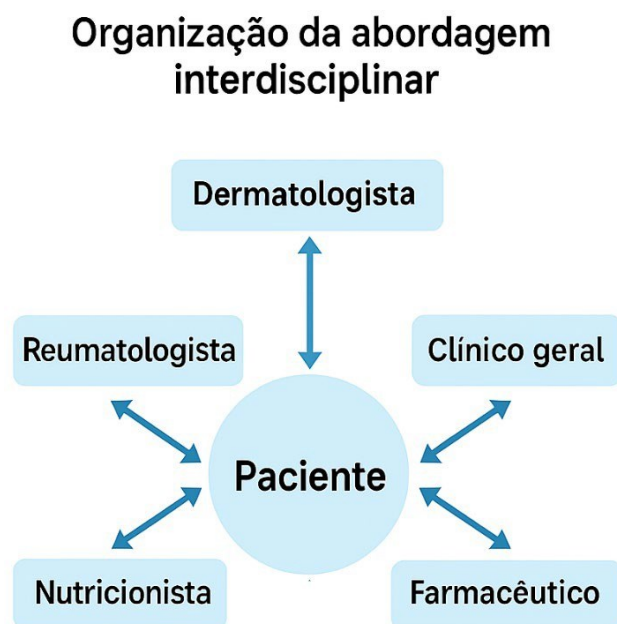 Organização da abordagem
interdisciplinar
Dermatologista
Reumatologista
Clínico geral
Paciente
Nutricionista
Farmacêutico